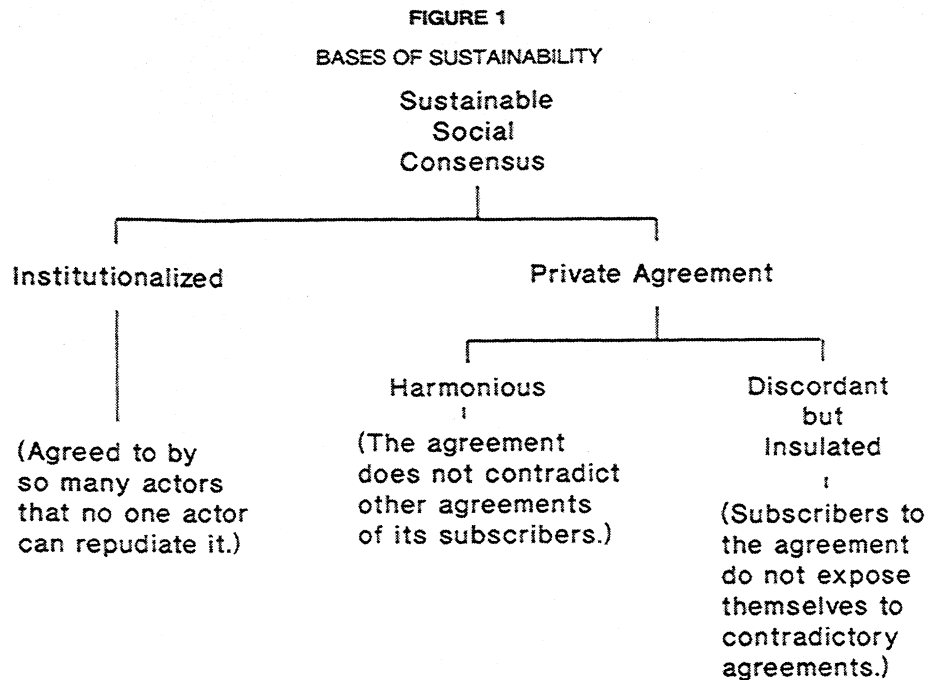 FIGURE 1
BASES OF SUSTAINABILITY
Sustainable
Social
Consensus
Institutionalized
Private Agreement
Harmonious
Discordant
but
Insulated
(Agreed to by
so many actors
that no one actor
can repudiate it.)
(The agreement
does not contradict
other agreements
of its subscribers.)
(Subscribers to
the agreement
do not expose
themselves to
contradictory
agreements.)